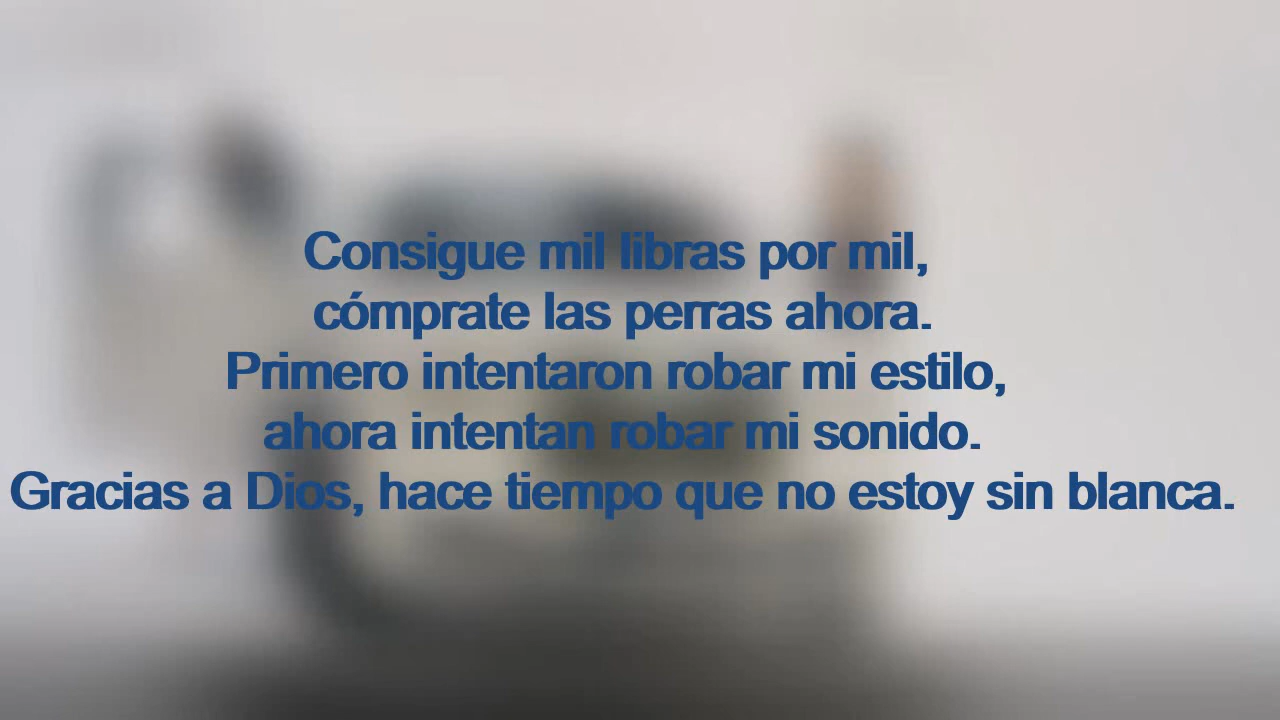 Consigue mil libras por mil,
cómprate las perras ahora.
Primero intentaron robar mi estilo,
ahora intentan robar mi sonido.
Gracias a Dios, hace tiempo que no estoy sin blanca.